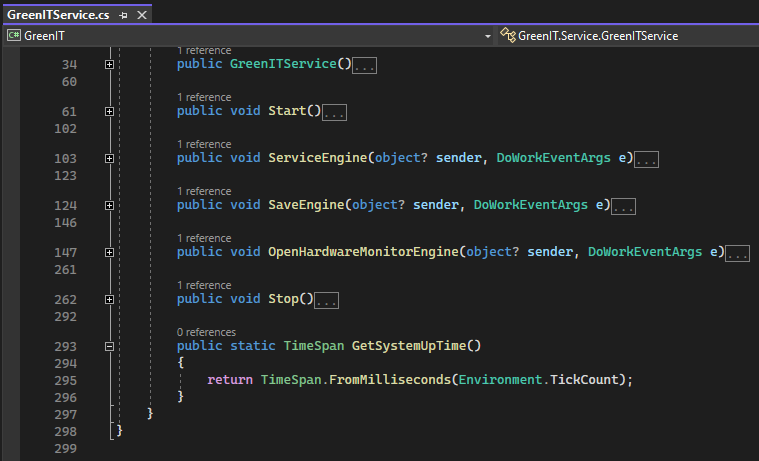 GreenITService.cs
C# GreenIT GreenIT.Service.GreenITService
1 reference
34 public GreenITService()...
60
1 reference
61 public void Start()...
102
1 reference
103 public void ServiceEngine(object? sender, DoWorkEventArgs e)...
123
1 reference
124 public void SaveEngine(object? sender, DoWorkEventArgs e)...
146
1 reference
147 public void OpenHardwareMonitorEngine(object? sender, DoWorkEventArgs e)...
261
1 reference
262 public void Stop()...
292
0 references
293 public static TimeSpan GetSystemUpTime()
294 {
295 return TimeSpan.FromMilliseconds(Environment.TickCount);
296 }
297 }
298 }
299